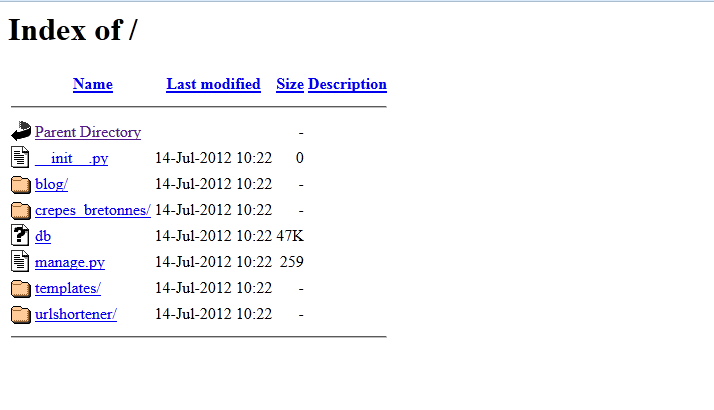 Index of /
Name Last modified Size Description
Parent Directory -
__init__.py 14-Jul-2012 10:22 0
blog/ 14-Jul-2012 10:22 -
crepes_bretonnes/ 14-Jul-2012 10:22 -
db 14-Jul-2012 10:22 47K
manage.py 14-Jul-2012 10:22 259
templates/ 14-Jul-2012 10:22 -
urlshortener/ 14-Jul-2012 10:22 -